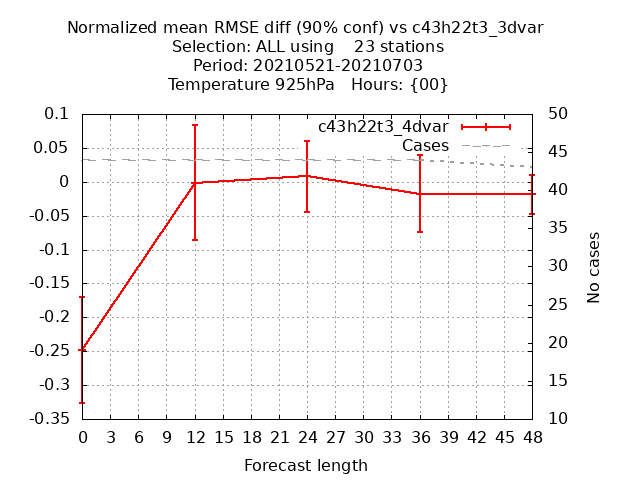 Normalized mean RMSE diff (90% conf) vs c43h22t3_3dvar
Selection: ALL using    23 stations
Period: 20210521-20210703
Temperature 925hPa   Hours: {00}
c43h22t3_4dvar
Cases
0.1
0.05
0
-0.05
-0.1
-0.15
-0.2
-0.25
-0.3
-0.35
50
45
40
35
30
25
20
15
10
No cases
0 3 6 9 12 15 18 21 24 27 30 33 36 39 42 45 48
Forecast length